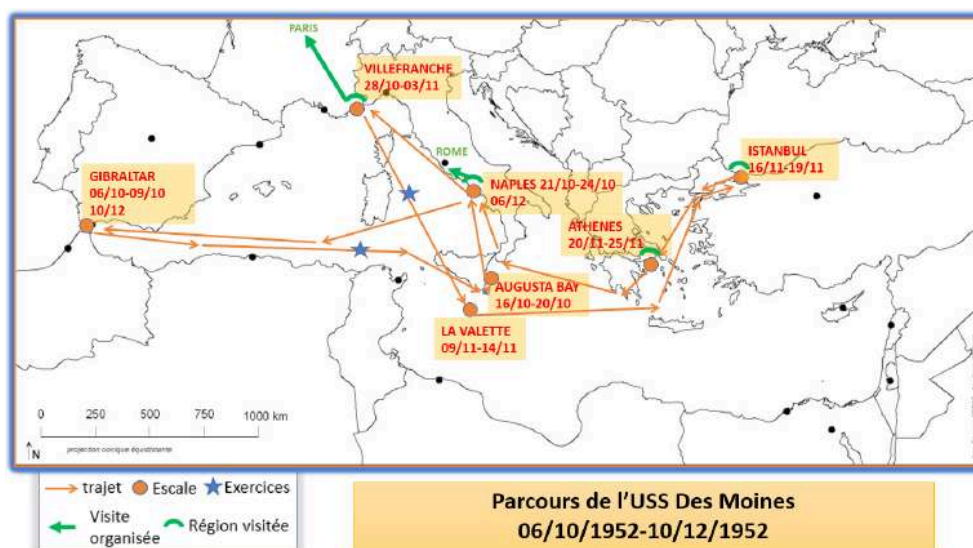 PARIS
VILLEFRANCHE
28/10-03/11
ROME
ISTANBUL
16/11-19/11
GIBRALTAR
06/10-09/10
10/12
NAPLES 21/10-24/10
06/12-
ATHENES
20/11-25/11
AUGUSTA BAY
16/10-20/10
LA VALETTE
09/11-14/11
0 250 500 750 1000 km
N
projection conique équidistante
trajet
Escale
Exercices
Visite
organisée
Région visitée
Parcours de l'USS Des Moines
06/10/1952-10/12/1952